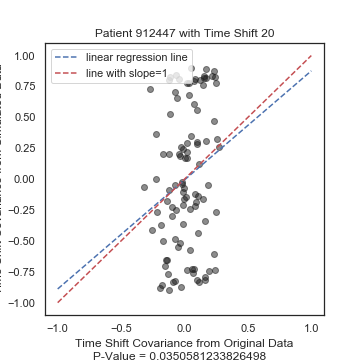 Patient 912447 with Time Shift 20
linear regression line
line with slope=1
1.00
0.75
0.50
0.25
0.00
−0.25
−0.50
−0.75
−1.00
−1.0
−0.5
0.0
0.5
1.0
Time Shift Covariance from Original Data
P-Value = 0.0350581233826498